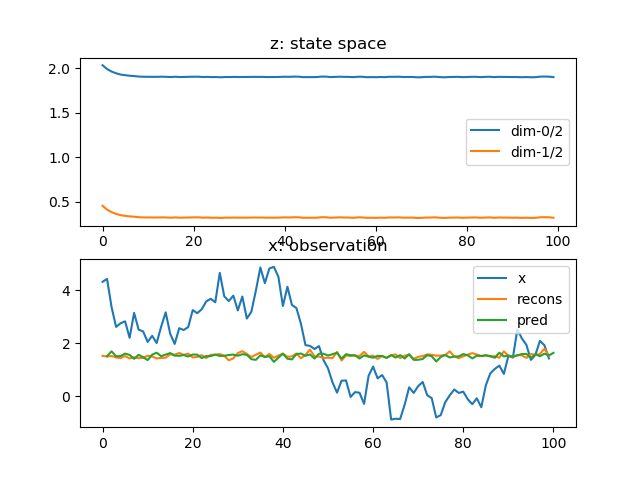 z: state space
2.0
1.5
1.0
0.5
dim-0/2
dim-1/2
0 20 40 60 80 100
x: observation
4
2
0
x
recons
pred
0 20 40 60 80 100